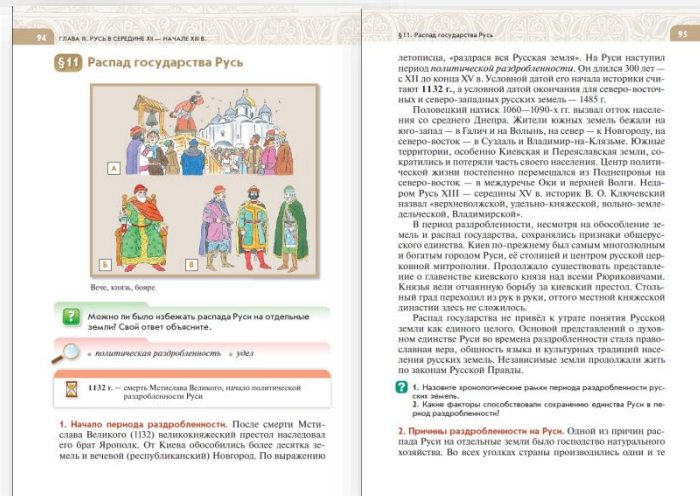 94 ГЛАВА II. РУСЬ В СЕРЕДИНЕ XII — НАЧАЛЕ XIII В.
§11 Распад государства Русь
А
Б
В
Вече, князь, бояре
? Можно ли было избежать распада Руси на отдельные
земли? Свой ответ объясните.
• политическая раздробленность • удел
1132 г. — смерть Мстислава Великого, начало политической
раздробленности Руси
1. Начало периода раздробленности. После смерти Мсти-
слава Великого (1132) великокняжеский престол наследовал
его брат Ярополк. От Киева обособились более десятка зе-
мель и вечевой (республиканский) Новгород. По выражению
§11. Распад государства Русь 95
летописца, «раздрася вся Русская земля». На Руси наступил
период политической раздробленности. Он длился 300 лет —
с XII до конца XV в. Условной датой его начала историки счи-
тают 1132 г., а условной датой окончания для северо-восточ-
ных и северо-западных русских земель — 1485 г.
Половецкий натиск 1060—1090-х гг. вызвал отток населе-
ния со среднего Днепра. Жители южных земель бежали на
юго-запад — в Галич и на Волынь, на север — к Новгороду, на
северо-восток — в Суздаль и Владимир-на-Клязьме. Южные
территории, особенно Киевская и Переяславская земли, со-
кратились и потеряли часть своего населения. Центр полити-
ческой жизни постепенно перемещался из Поднепровья на
северо-восток — в междуречье Оки и верхней Волги. Неда-
ром Русь XIII — середины XV в. историк В. О. Ключевский
назвал «верхневолжской, удельно-княжеской, вольно-земле-
дельческой, Владимирской».
В период раздробленности, несмотря на обособление зе-
мель и распад государства, сохранялись признаки общерус-
ского единства. Киев по-прежнему был самым многолюдным
и богатым городом Руси, её столицей и центром русской цер-
ковной митрополии. Продолжало существовать представле-
ние о главенстве киевского князя над всеми Рюриковичами.
Князья вели отчаянную борьбу за киевский престол. Столь-
ный град переходил из рук в руки, оттого местной княжеской
династии здесь не сложилось.
Распад государства не привёл к утрате понятия Русской
земли как единого целого. Основой представлений о духов-
ном единстве Руси во времена раздробленности стала право-
славная вера, общность языка и культурных традиций населе-
ния русских земель. Независимые земли продолжали жить
по законам Русской Правды.
? 1. Назовите хронологические рамки периода раздробленности рус-
ских земель.
2. Какие факторы способствовали сохранению единства Руси в пе-
риод раздробленности?
2. Причины раздробленности на Руси. Одной из причин рас-
пада Руси на отдельные земли было господство натурального
хозяйства. Во всех уголках страны производились одни и те